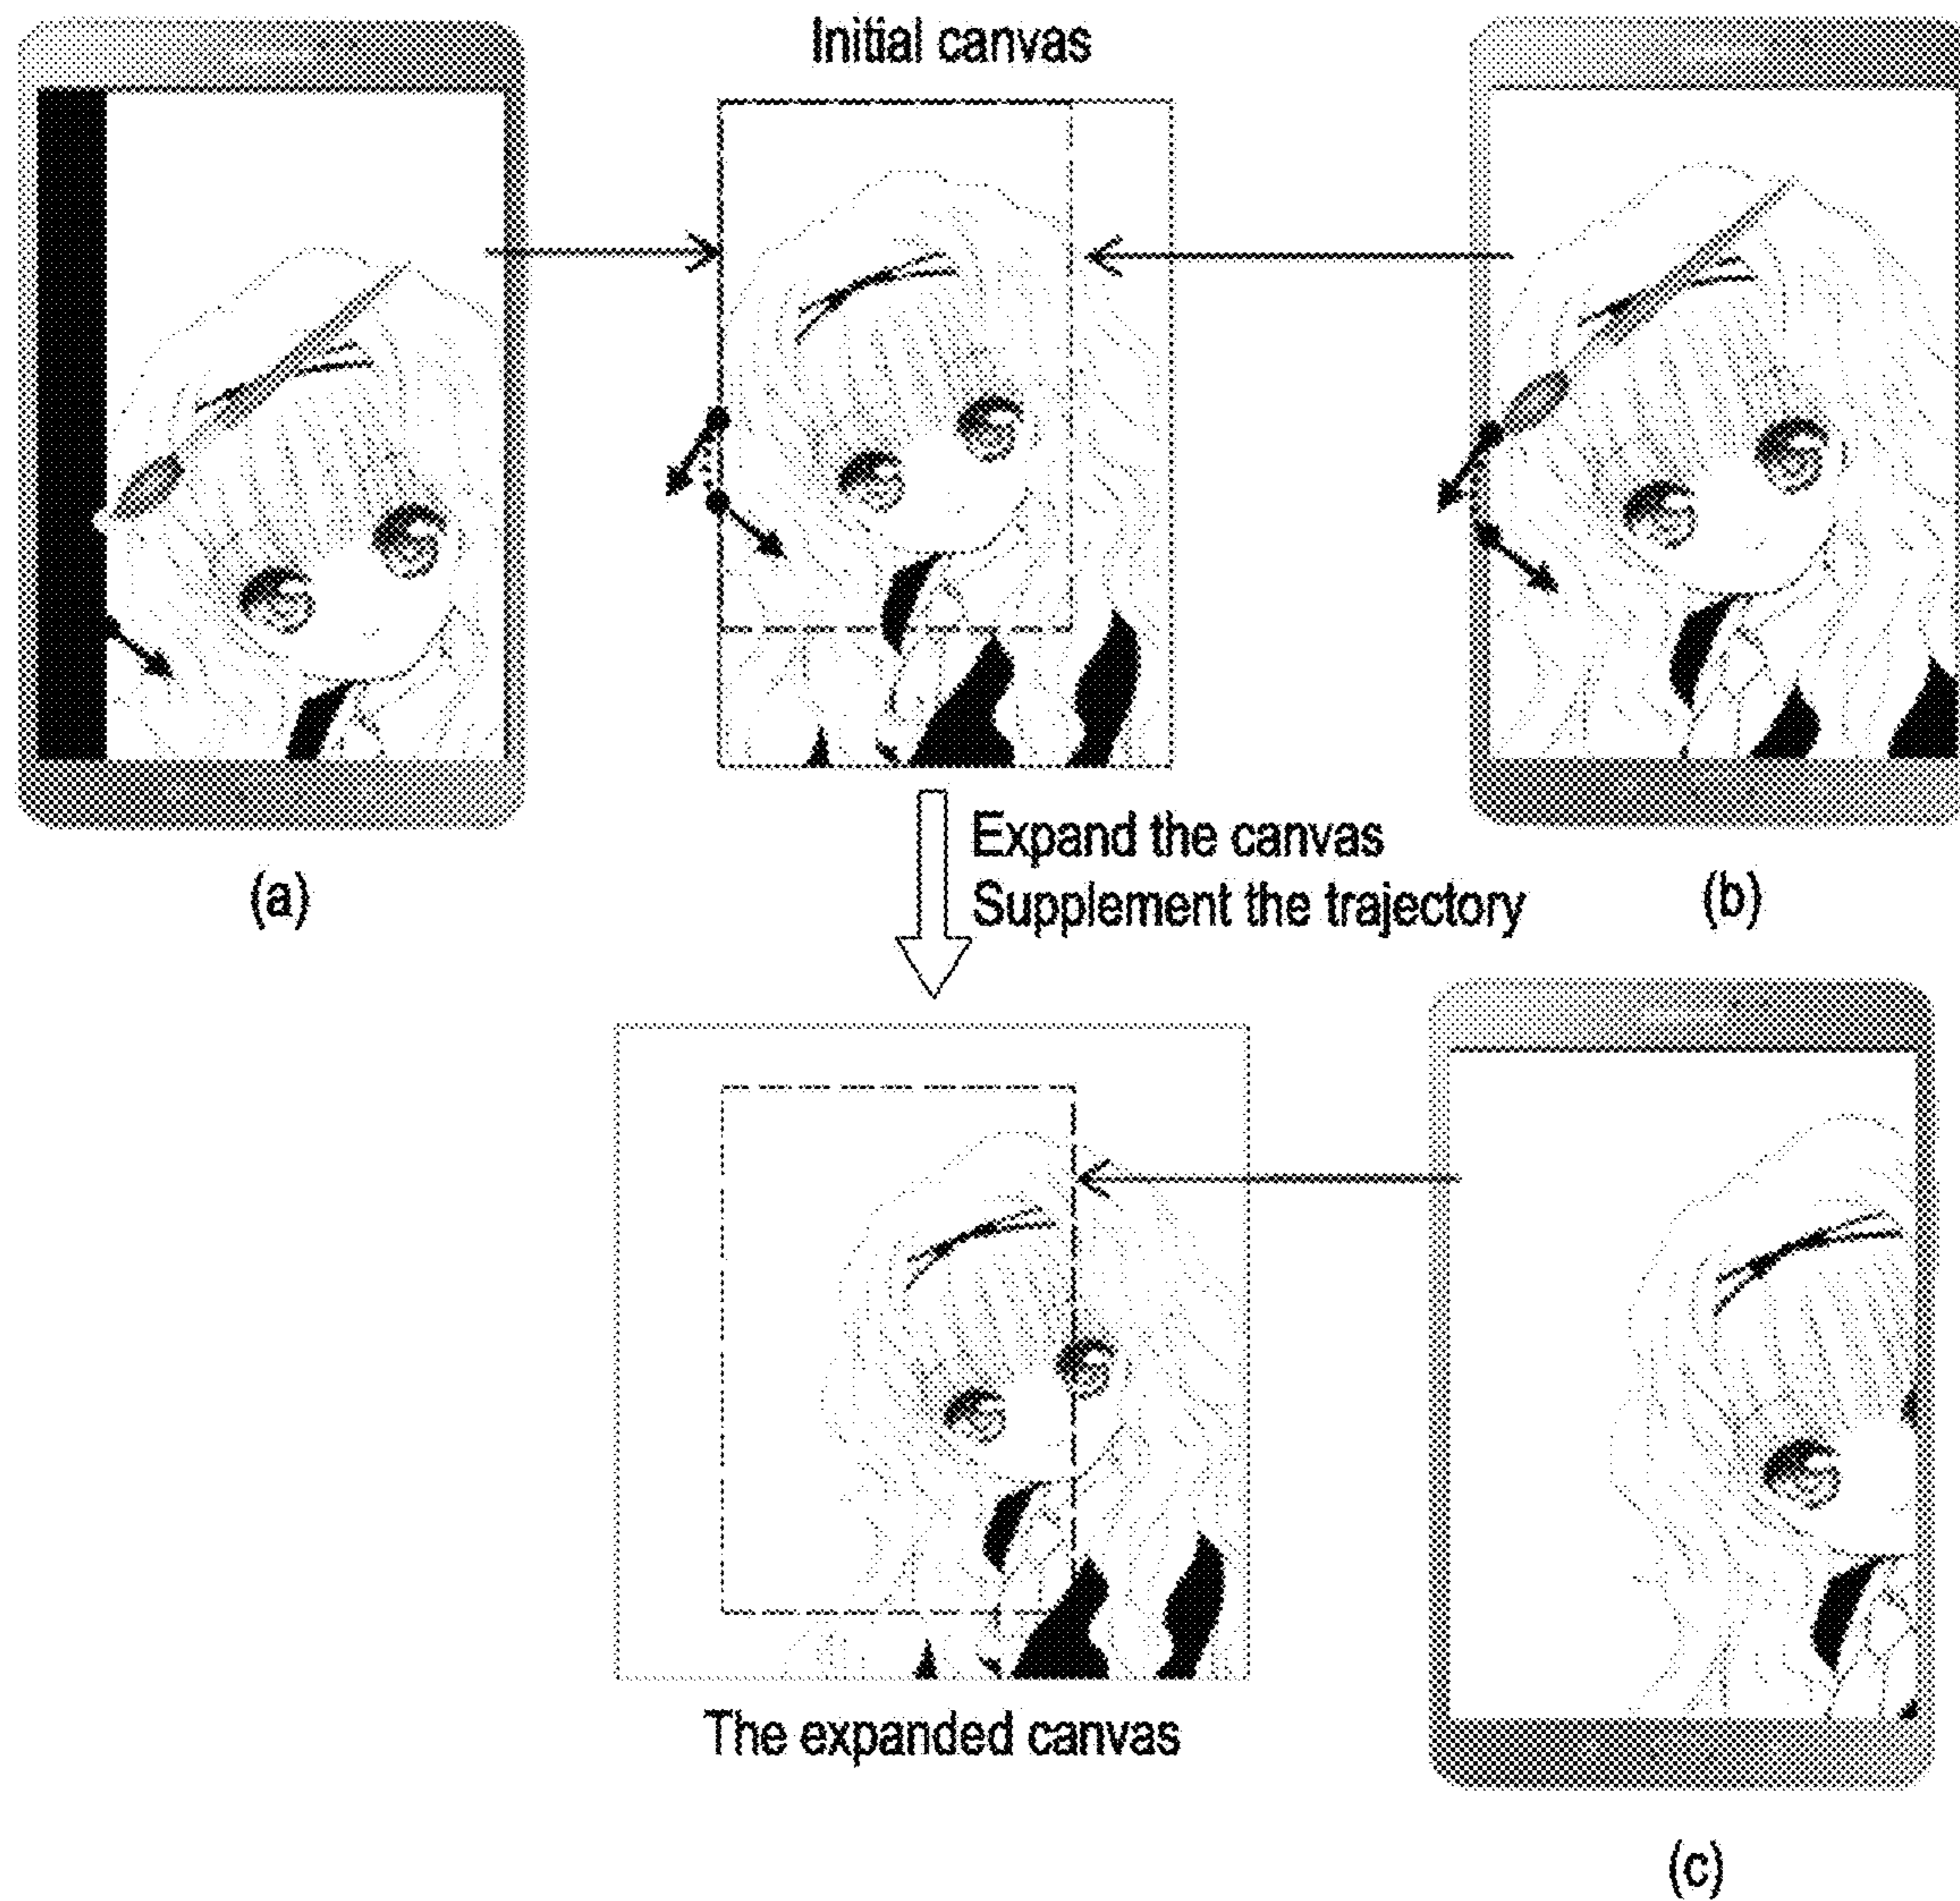 Initial canvas
(a)
Expand the canvas
Supplement the trajectory
(b)
The expanded canvas
(c)